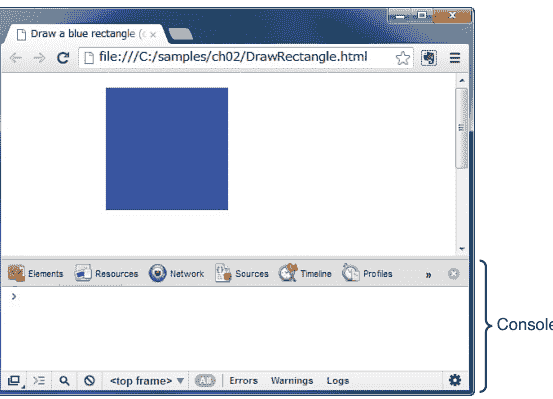 Draw a blue rectangle (c
file:///C:/samples/ch02/DrawRectangle.html
Elements Resources Network Sources Timeline Profiles »
>
Console
<top frame> ▼ All Errors Warnings Logs